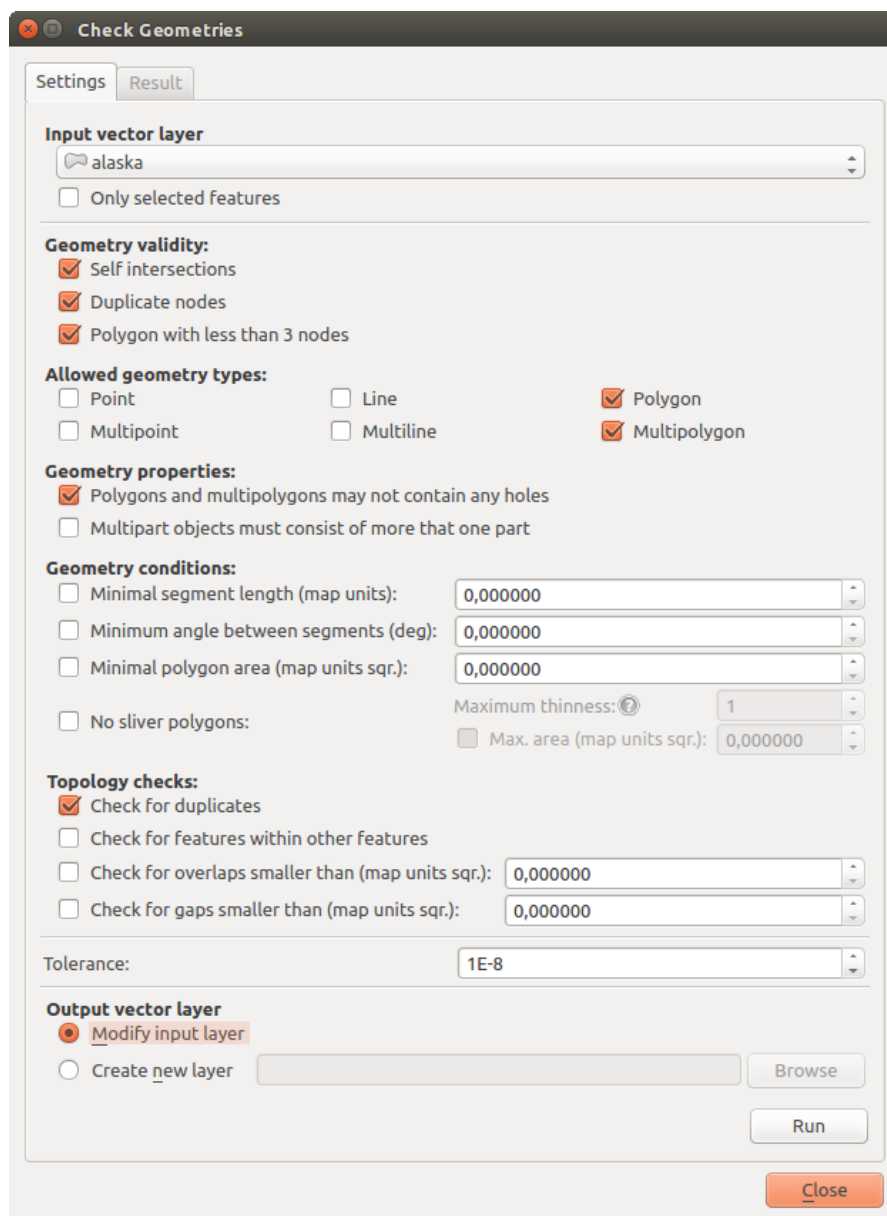 Check Geometries
Settings Result
Input vector layer
alaska
Only selected features
Geometry validity:
Self intersections
Duplicate nodes
Polygon with less than 3 nodes
Allowed geometry types:
Point Line Polygon
Multipoint Multiline Multipolygon
Geometry properties:
Polygons and multipolygons may not contain any holes
Multipart objects must consist of more that one part
Geometry conditions:
Minimal segment length (map units): 0,000000
Minimum angle between segments (deg): 0,000000
Minimal polygon area (map units sqr.): 0,000000
No sliver polygons: Maximum thinness: ? 1
Max. area (map units sqr.): 0,000000
Topology checks:
Check for duplicates
Check for features within other features
Check for overlaps smaller than (map units sqr.): 0,000000
Check for gaps smaller than (map units sqr.): 0,000000
Tolerance: 1E-8
Output vector layer
Modify input layer
Create new layer Browse
Run
Close